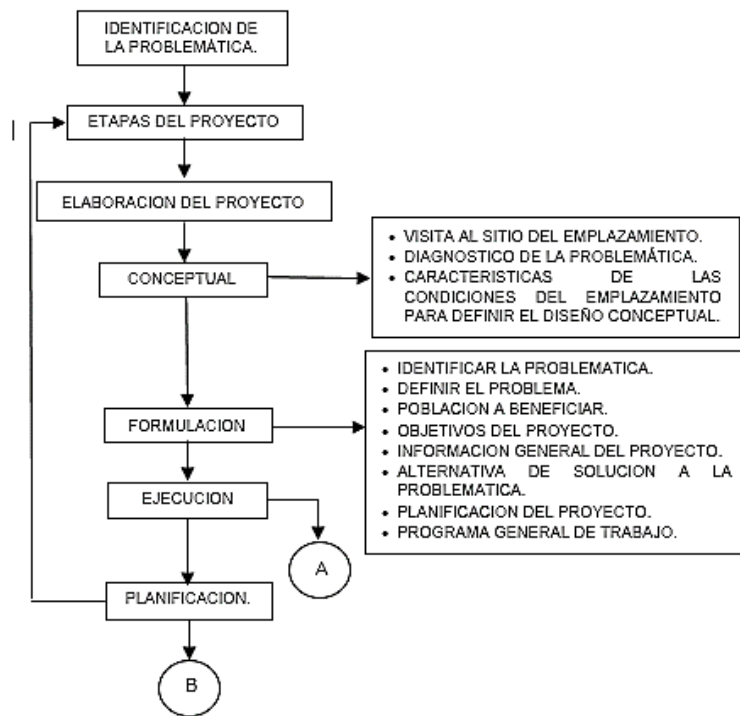 IDENTIFICACION DE
LA PROBLEMÁTICA.
ETAPAS DEL PROYECTO
ELABORACION DEL PROYECTO
CONCEPTUAL
• VISITA AL SITIO DEL EMPLAZAMIENTO.
• DIAGNOSTICO DE LA PROBLEMÁTICA.
• CARACTERISTICAS DE LAS
CONDICIONES DEL EMPLAZAMIENTO
PARA DEFINIR EL DISEÑO CONCEPTUAL.
FORMULACION
• IDENTIFICAR LA PROBLEMATICA.
• DEFINIR EL PROBLEMA.
• POBLACION A BENEFICIAR.
• OBJETIVOS DEL PROYECTO.
• INFORMACION GENERAL DEL PROYECTO.
• ALTERNATIVA DE SOLUCION A LA
PROBLEMATICA.
• PLANIFICACION DEL PROYECTO.
• PROGRAMA GENERAL DE TRABAJO.
EJECUCION
A
PLANIFICACION.
B